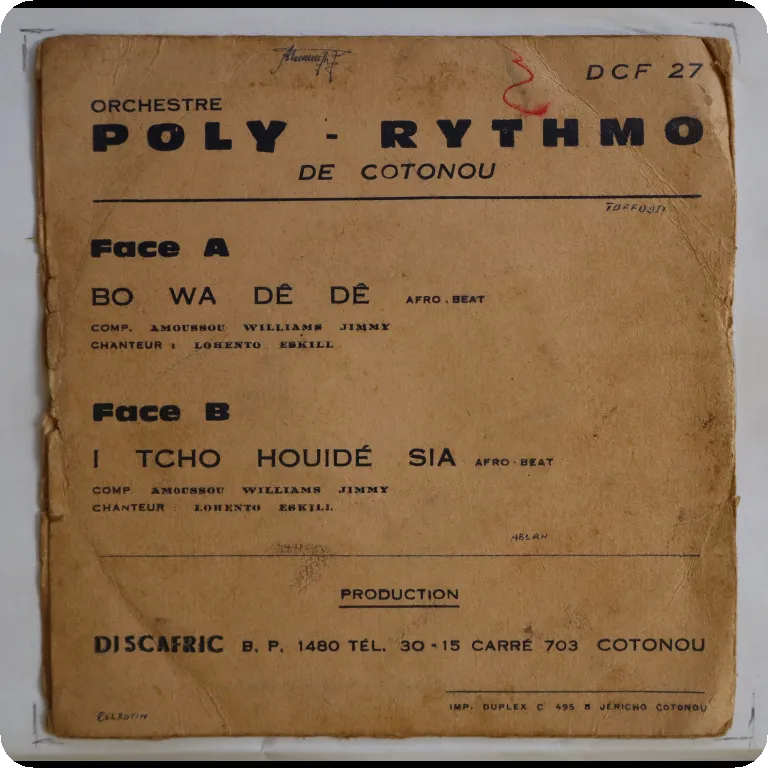 DCF 27
ORCHESTRE
POLY - RYTHMO
DE COTONOU
TOFFODJI
Face A
BO WA DÊ DÊ AFRO.BEAT
COMP. AMOUSSOU WILLIAMS JIMMY
CHANTEUR : LOHENTO ESKILL
Face B
I TCHO HOUIDÉ SIA AFRO-BEAT
COMP. AMOUSSOU WILLIAMS JIMMY
CHANTEUR : LOHENTO ESKILL
PRODUCTION
DISCAFRIC B. P. 1480 TÉL. 30-15 CARRÉ 703 COTONOU
IMP. DUPLEX C 495 B JÉRICHO COTONOU
CELESTIN